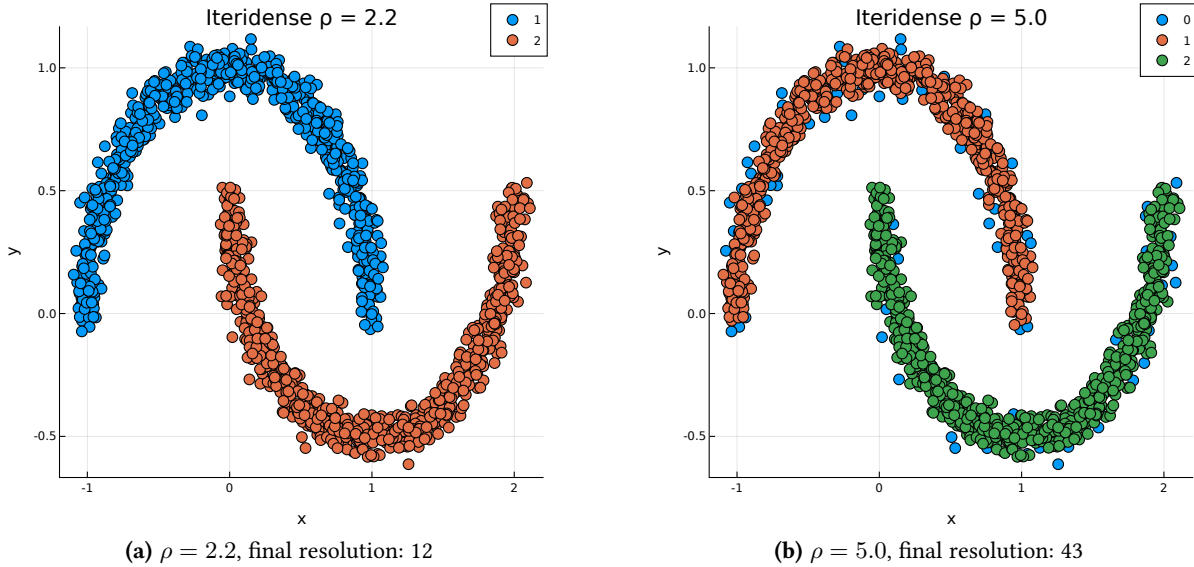 Iteridense ρ = 2.2
1
2
1.0
0.5
0.0
-0.5
y
-1
0
1
2
x
(a) ρ = 2.2, final resolution: 12
Iteridense ρ = 5.0
0
1
2
1.0
0.5
0.0
-0.5
y
-1
0
1
2
x
(b) ρ = 5.0, final resolution: 43